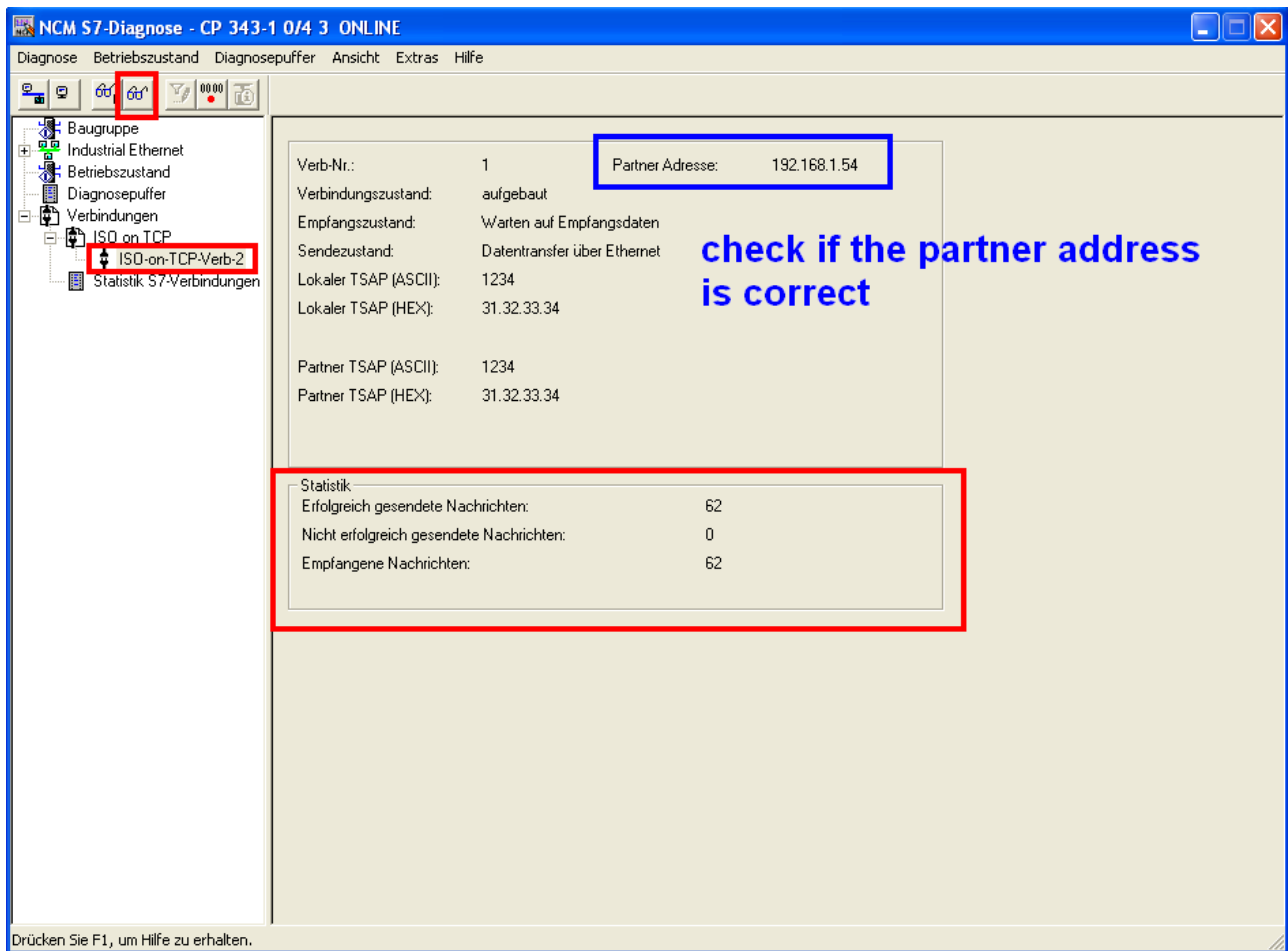 NCM S7-Diagnose - CP 343-1 0/4 3 ONLINE
Diagnose Betriebszustand Diagnosepuffer Ansicht Extras Hilfe
Baugruppe
Industrial Ethernet
Betriebszustand
Diagnosepuffer
Verbindungen
ISO on TCP
ISO-on-TCP-Verb-2
Statistik S7-Verbindungen
Verb-Nr.: 1 Partner Adresse: 192.168.1.54
Verbindungszustand: aufgebaut
Empfangszustand: Warten auf Empfangsdaten
Sendezustand: Datentransfer über Ethernet
Lokaler TSAP (ASCII): 1234
Lokaler TSAP (HEX): 31.32.33.34
Partner TSAP (ASCII): 1234
Partner TSAP (HEX): 31.32.33.34
check if the partner address
is correct
Statistik
Erfolgreich gesendete Nachrichten: 62
Nicht erfolgreich gesendete Nachrichten: 0
Empfangene Nachrichten: 62
Drücken Sie F1, um Hilfe zu erhalten.